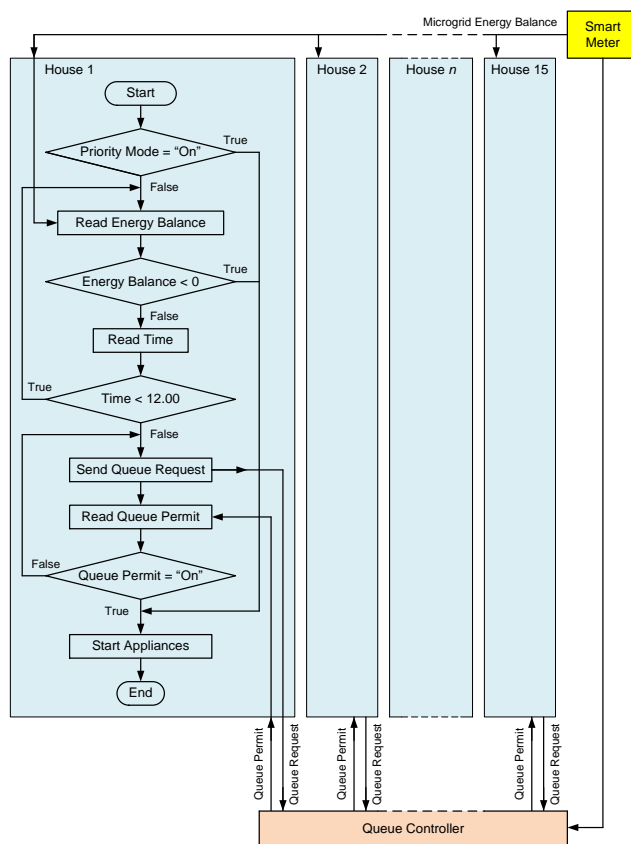 Microgrid Energy Balance
Smart
Meter
House 1
House 2
House n
House 15
Start
Priority Mode = “On”
True
False
Read Energy Balance
Energy Balance < 0
True
False
Read Time
True
Time < 12.00
False
Send Queue Request
Read Queue Permit
False
Queue Permit = “On”
True
Start Appliances
End
Queue Permit
Queue Request
Queue Permit
Queue Request
Queue Permit
Queue Request
Queue Controller